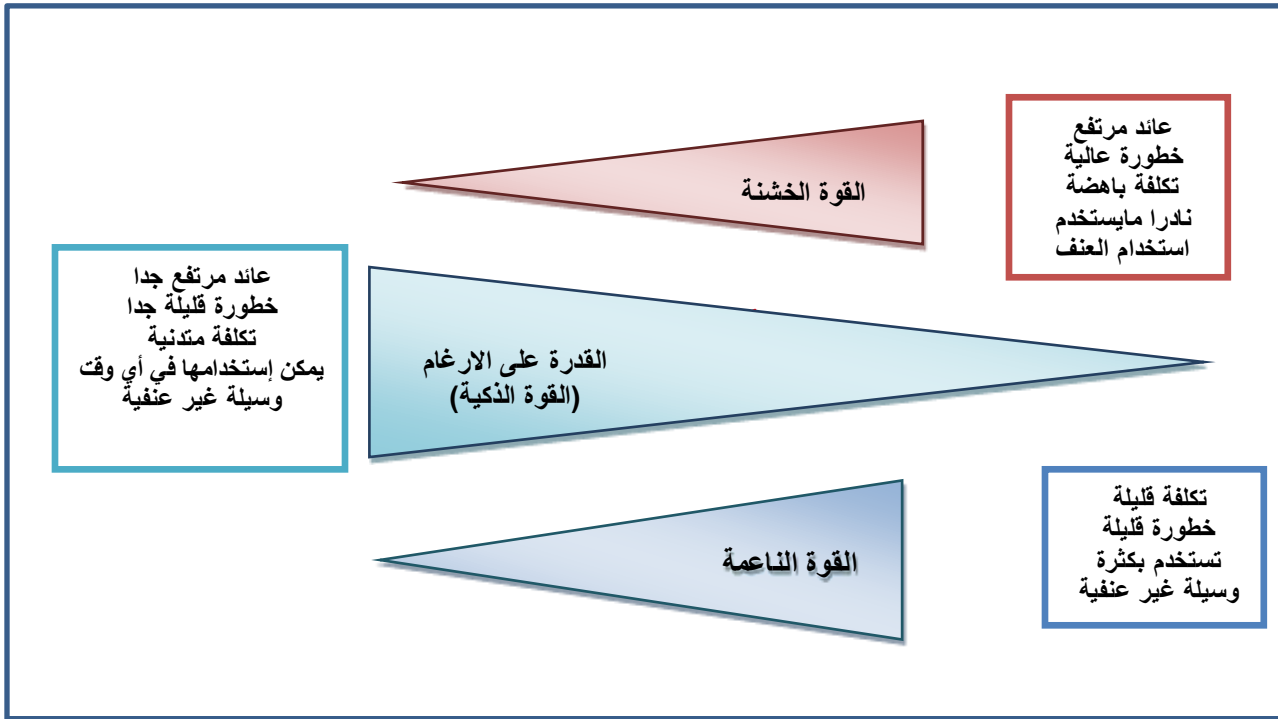 عائد مرتفع
خطورة عالية
تكلفة باهضة
نادرا مايستخدم
استخدام العنف
القوة الخشنة
عائد مرتفع جدا
خطورة قليلة جدا
تكلفة متدنية
يمكن إستخدامها في أي وقت
وسيلة غير عنفية
القدرة على الارغام
(القوة الذكية)
تكلفة قليلة
خطورة قليلة
تستخدم بكثرة
وسيلة غير عنفية
القوة الناعمة